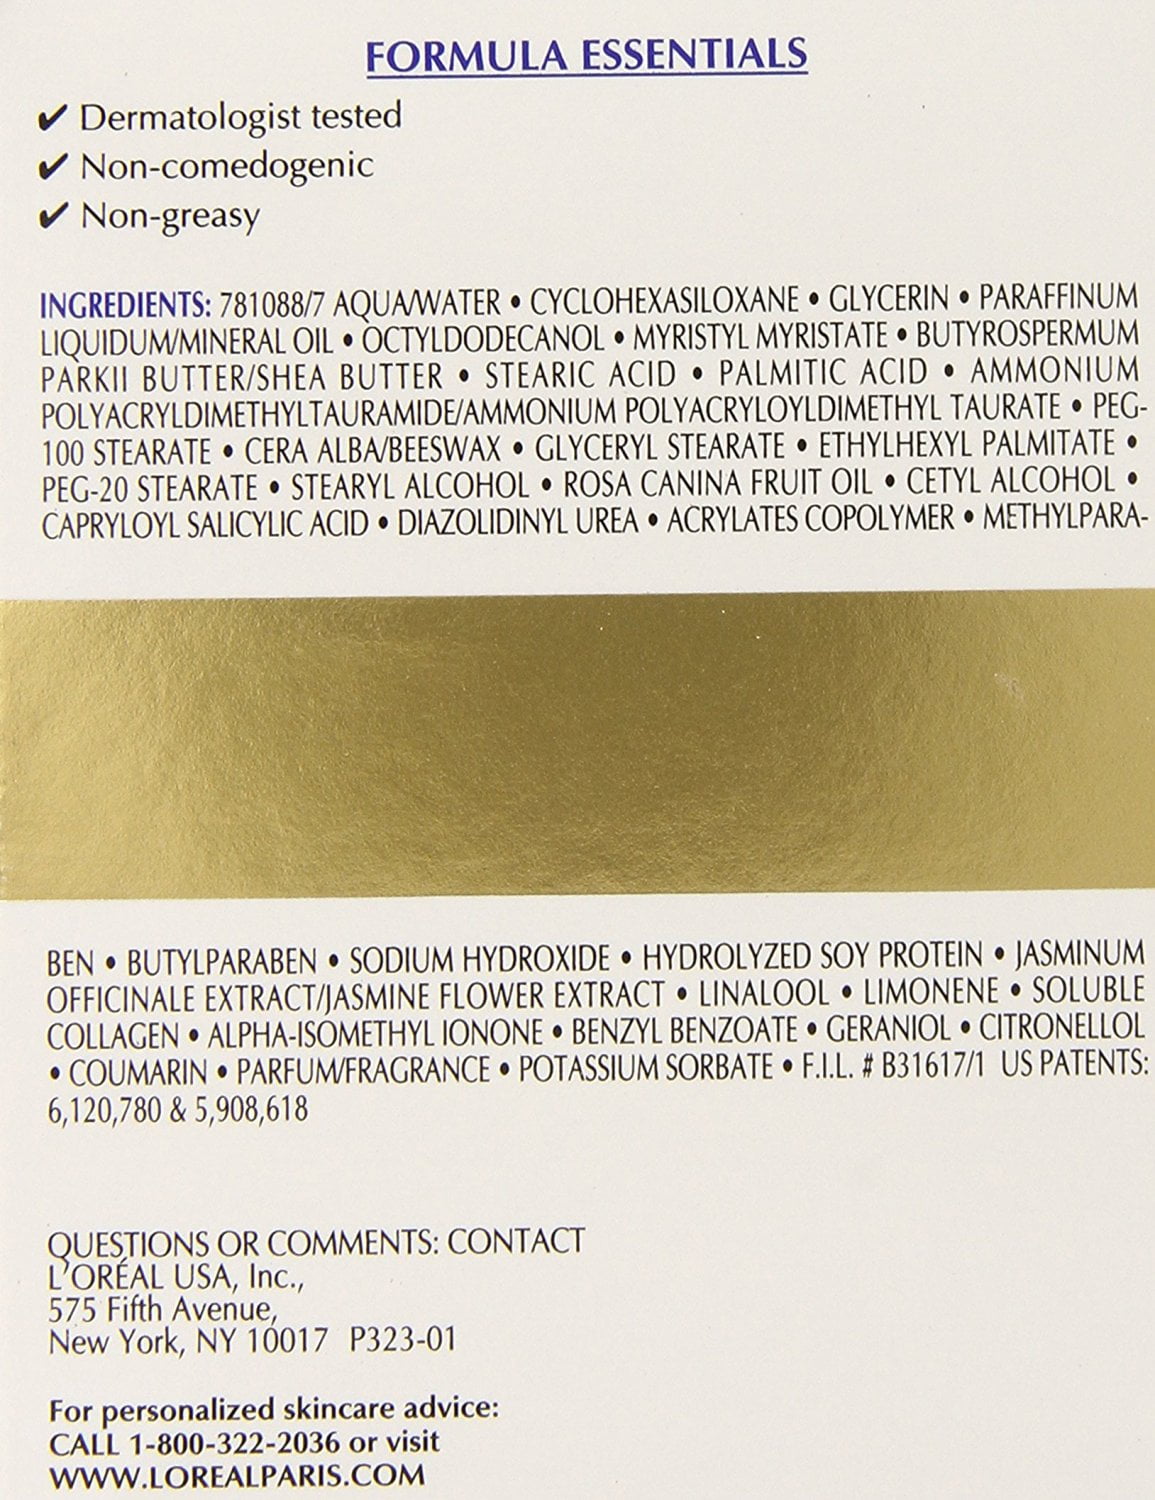 FORMULA ESSENTIALS
✔ Dermatologist tested
✔ Non-comedogenic
✔ Non-greasy
INGREDIENTS: 781088/7 AQUA/WATER • CYCLOHEXASILOXANE • GLYCERIN • PARAFFINUM
LIQUIDUM/MINERAL OIL • OCTYLDODECANOL • MYRISTYL MYRISTATE • BUTYROSPERMUM
PARKII BUTTER/SHEA BUTTER • STEARIC ACID • PALMITIC ACID • AMMONIUM
POLYACRYLDIMETHYLTAURAMIDE/AMMONIUM POLYACRYLOYLDIMETHYL TAURATE • PEG-
100 STEARATE • CERA ALBA/BEESWAX • GLYCERYL STEARATE • ETHYLHEXYL PALMITATE •
PEG-20 STEARATE • STEARYL ALCOHOL • ROSA CANINA FRUIT OIL • CETYL ALCOHOL •
CAPRYLOYL SALICYLIC ACID • DIAZOLIDINYL UREA • ACRYLATES COPOLYMER • METHYLPARA-
BEN • BUTYLPARABEN • SODIUM HYDROXIDE • HYDROLYZED SOY PROTEIN • JASMINUM
OFFICINALE EXTRACT/JASMINE FLOWER EXTRACT • LINALOOL • LIMONENE • SOLUBLE
COLLAGEN • ALPHA-ISOMETHYL IONONE • BENZYL BENZOATE • GERANIOL • CITRONELLOL
• COUMARIN • PARFUM/FRAGRANCE • POTASSIUM SORBATE • F.I.L. # B31617/1 US PATENTS:
6,120,780 & 5,908,618
QUESTIONS OR COMMENTS: CONTACT
L'ORÉAL USA, Inc.,
575 Fifth Avenue,
New York, NY 10017 P323-01
For personalized skincare advice:
CALL 1-800-322-2036 or visit
WWW.LOREALPARIS.COM